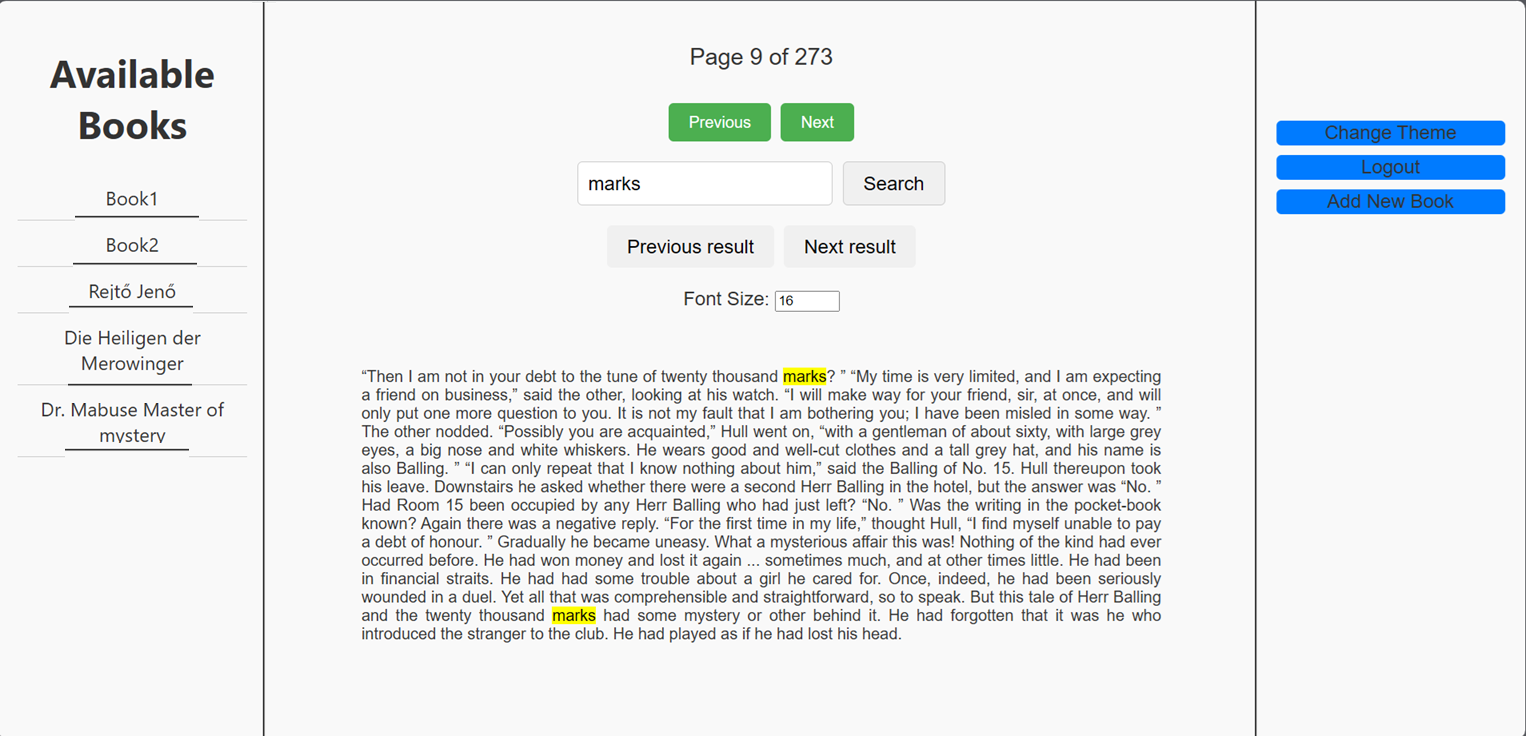 Available
Books
Book1
Book2
Rejtő Jenő
Die Heiligen der
Merowinger
Dr. Mabuse Master of
mystery
Page 9 of 273
Previous Next
marks Search
Previous result Next result
Font Size: 16
“Then I am not in your debt to the tune of twenty thousand marks? ” “My time is very limited, and I am expecting
a friend on business,” said the other, looking at his watch. “I will make way for your friend, sir, at once, and will
only put one more question to you. It is not my fault that I am bothering you; I have been misled in some way. ”
The other nodded. “Possibly you are acquainted,” Hull went on, “with a gentleman of about sixty, with large grey
eyes, a big nose and white whiskers. He wears good and well-cut clothes and a tall grey hat, and his name is
also Balling. ” “I can only repeat that I know nothing about him,” said the Balling of No. 15. Hull thereupon took
his leave. Downstairs he asked whether there were a second Herr Balling in the hotel, but the answer was “No. ”
Had Room 15 been occupied by any Herr Balling who had just left? “No. ” Was the writing in the pocket-book
known? Again there was a negative reply. “For the first time in my life,” thought Hull, “I find myself unable to pay
a debt of honour. ” Gradually he became uneasy. What a mysterious affair this was! Nothing of the kind had ever
occurred before. He had won money and lost it again ... sometimes much, and at other times little. He had been
in financial straits. He had had some trouble about a girl he cared for. Once, indeed, he had been seriously
wounded in a duel. Yet all that was comprehensible and straightforward, so to speak. But this tale of Herr Balling
and the twenty thousand marks had some mystery or other behind it. He had forgotten that it was he who
introduced the stranger to the club. He had played as if he had lost his head.
Change Theme
Logout
Add New Book